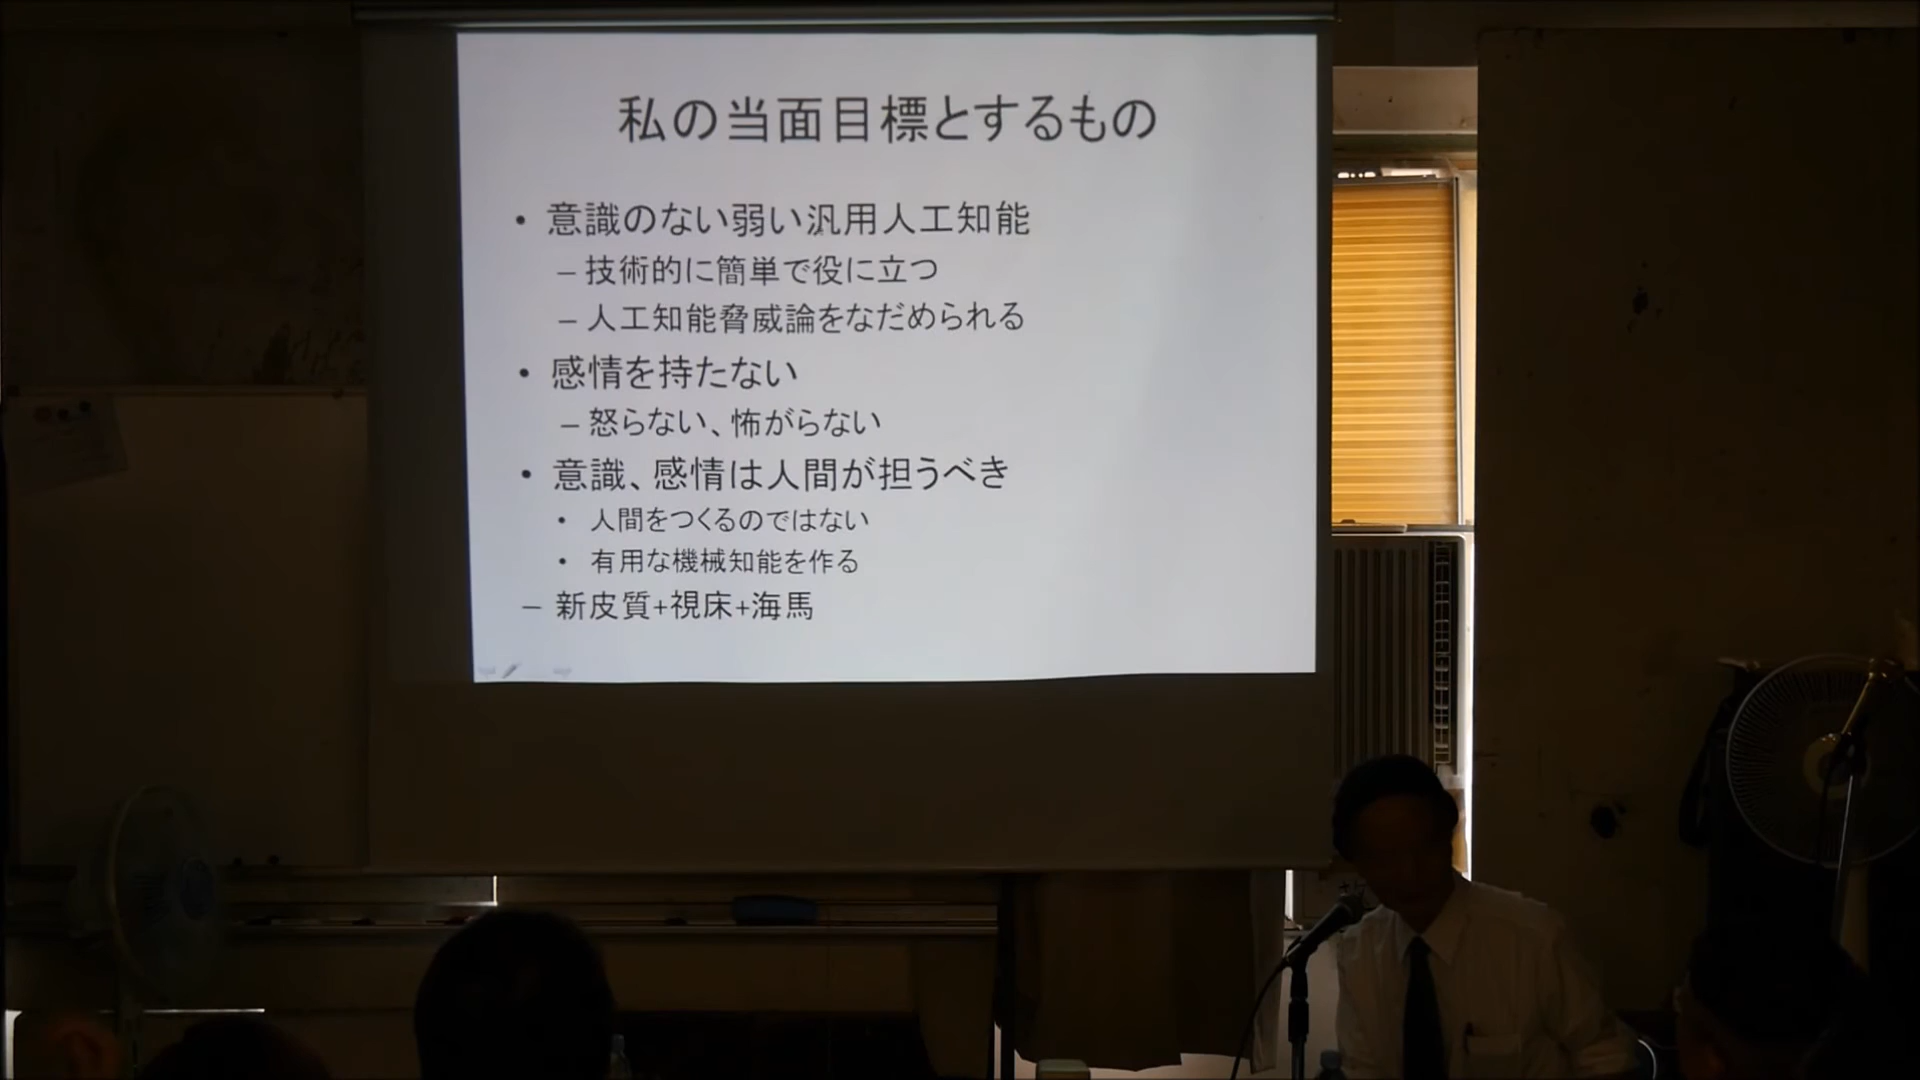 私の当面目標とするもの
• 意識のない弱い汎用人工知能
– 技術的に簡単で役に立つ
– 人工知能脅威論をなだめられる
• 感情を持たない
– 怒らない、怖がらない
• 意識、感情は人間が担うべき
• 人間をつくるのではない
• 有用な機械知能を作る
– 新皮質+視床+海馬